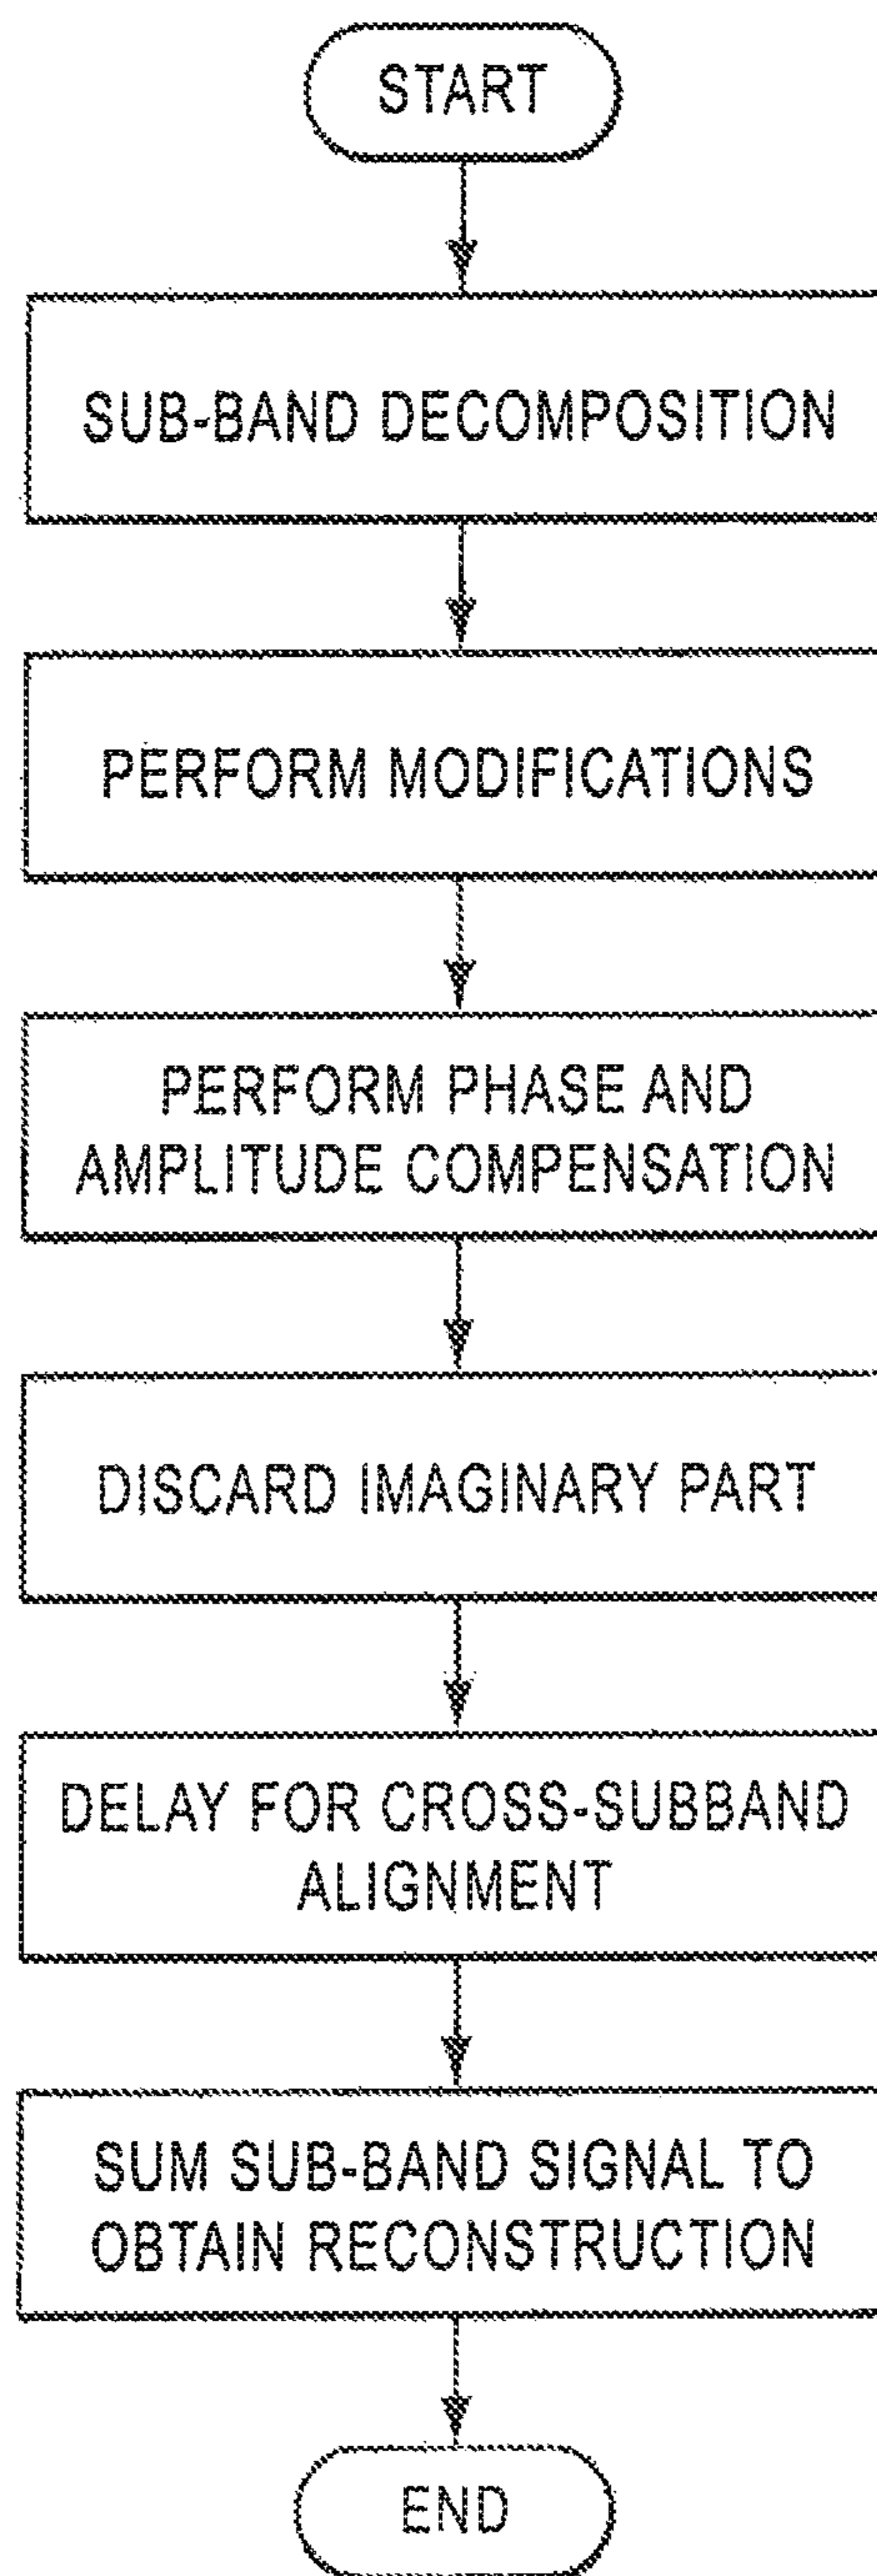 START
SUB-BAND DECOMPOSITION
PERFORM MODIFICATIONS
PERFORM PHASE AND
AMPLITUDE COMPENSATION
DISCARD IMAGINARY PART
DELAY FOR CROSS-SUBBAND
ALIGNMENT
SUM SUB-BAND SIGNAL TO
OBTAIN RECONSTRUCTION
END